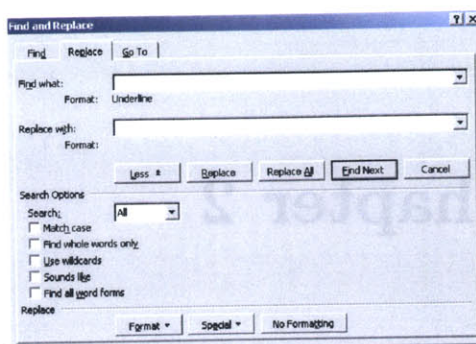 Find and Replace
Find Replace Go To
Find what:
Format: Underline
Replace with:
Format:
Less Replace Replace All Find Next Cancel
Search Options
Search: All
Match case
Find whole words only
Use wildcards
Sounds like
Find all word forms
Replace
Format Special No Formatting